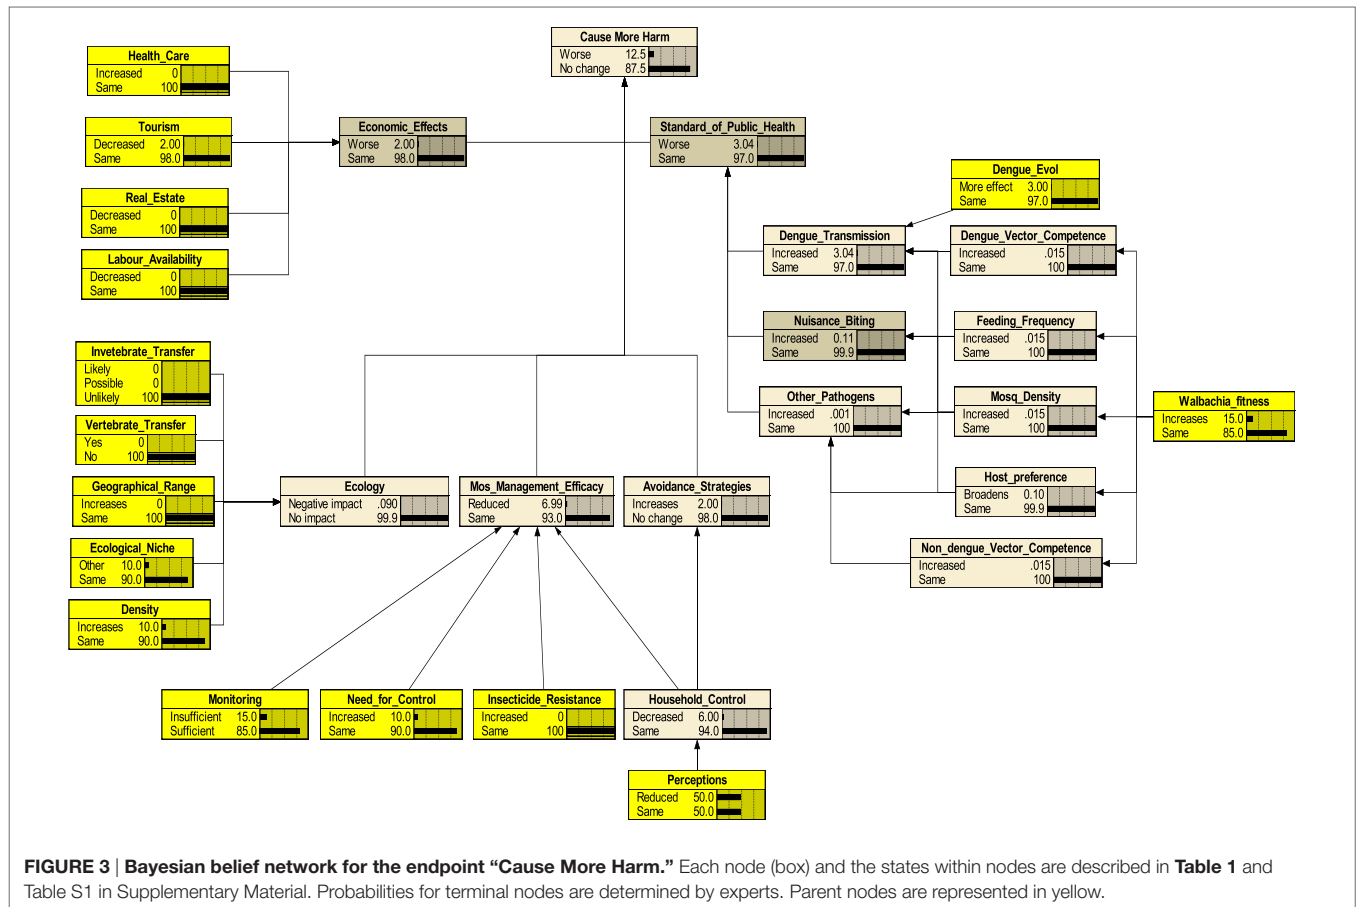 Cause More Harm
Worse 12.5
No change 87.5
Health_Care
Increased 0
Same 100
Tourism
Decreased 2.00
Same 98.0
Economic_Effects
Worse 2.00
Same 98.0
Standard_of_Public_Health
Worse 3.04
Same 97.0
Real_Estate
Decreased 0
Same 100
Labour_Availability
Decreased 0
Same 100
Dengue_Evol
More effect 3.00
Same 97.0
Dengue_Transmission
Increased 3.04
Same 97.0
Dengue_Vector_Competence
Increased .015
Same 100
Nuisance_Biting
Increased 0.11
Same 99.9
Feeding_Frequency
Increased .015
Same 100
Other_Pathogens
Increased .001
Same 100
Mosq_Density
Increased .015
Same 100
Walbachia_fitness
Increases 15.0
Same 85.0
Host_preference
Broadens 0.10
Same 99.9
Non_dengue_Vector_Competence
Increased .015
Same 100
Invetebrate_Transfer
Likely 0
Possible 0
Unlikely 100
Vertebrate_Transfer
Yes 0
No 100
Geographical_Range
Increases 0
Same 100
Ecological_Niche
Other 10.0
Same 90.0
Density
Increases 10.0
Same 90.0
Ecology
Negative impact .090
No impact 99.9
Mos_Management_Efficacy
Reduced 6.99
Same 93.0
Avoidance_Strategies
Increases 2.00
No change 98.0
Monitoring
Insufficient 15.0
Sufficient 85.0
Need_for_Control
Increased 10.0
Same 90.0
Insecticide_Resistance
Increased 0
Same 100
Household_Control
Decreased 6.00
Same 94.0
Perceptions
Reduced 50.0
Same 50.0
FIGURE 3 | Bayesian belief network for the endpoint “Cause More Harm.” Each node (box) and the states within nodes are described in Table 1 and
Table S1 in Supplementary Material. Probabilities for terminal nodes are determined by experts. Parent nodes are represented in yellow.